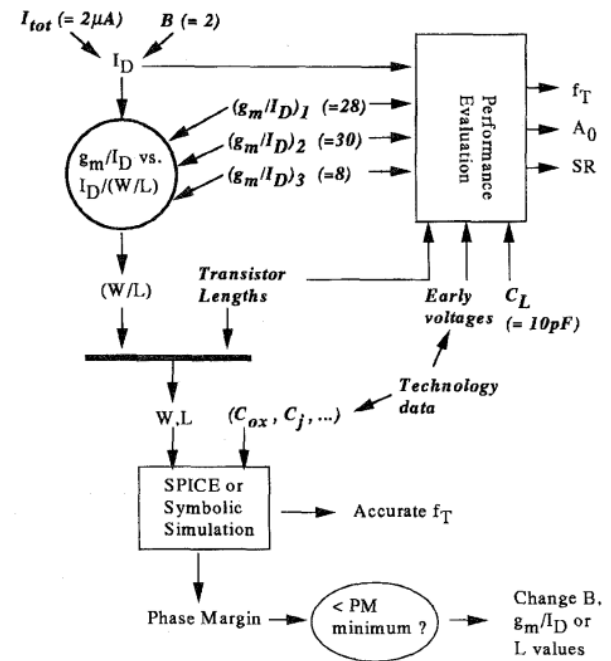 I_tot (= 2μA)   B (= 2)
I_D
(g_m/I_D)_1 (=28)
(g_m/I_D)_2 (=30)
(g_m/I_D)_3 (=8)
g_m/I_D vs.
I_D/(W/L)
Performance
Evaluation
f_T
A_0
SR
(W/L)
Transistor
Lengths
Early
voltages
C_L
(= 10pF)
Technology
data
W,L
(C_ox , C_j , ...)
SPICE or
Symbolic
Simulation
Accurate f_T
Phase Margin
< PM
minimum ?
Change B,
g_m/I_D or
L values